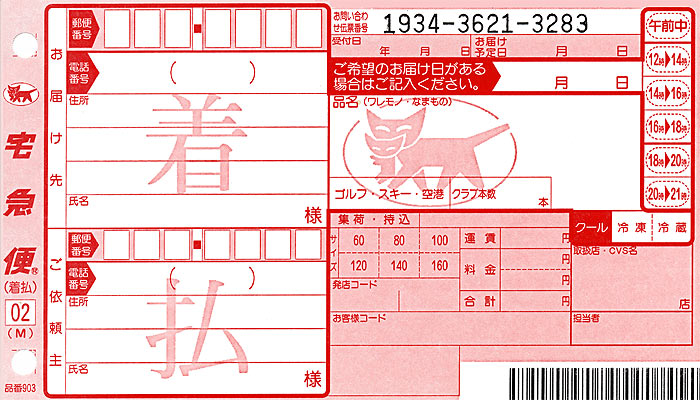 宅急便®
(着払)
02
(M)
品番903
お届け先
郵便番号
電話番号
( )
住所
着
氏名
様
ご依頼主
郵便番号
電話番号
( )
住所
払
氏名
様
お問い合わせ伝票番号 1934-3621-3283
受付日 年 月 日
お届け予定日 月 日
ご希望のお届け日がある
場合はご記入ください。
月 日
品名(ワレモノ・なまもの)
ゴルフ・スキー・空港 クラブ本数 本
午前中
12時▶14時
14時▶16時
16時▶18時
18時▶20時
20時▶21時
クール 冷凍 冷蔵
集荷・持込
サイズ
60 80 100
120 140 160
運賃 円
料金 円
円
合計 円
発店コード
お客様コード
取扱店・CVS名
店
担当者